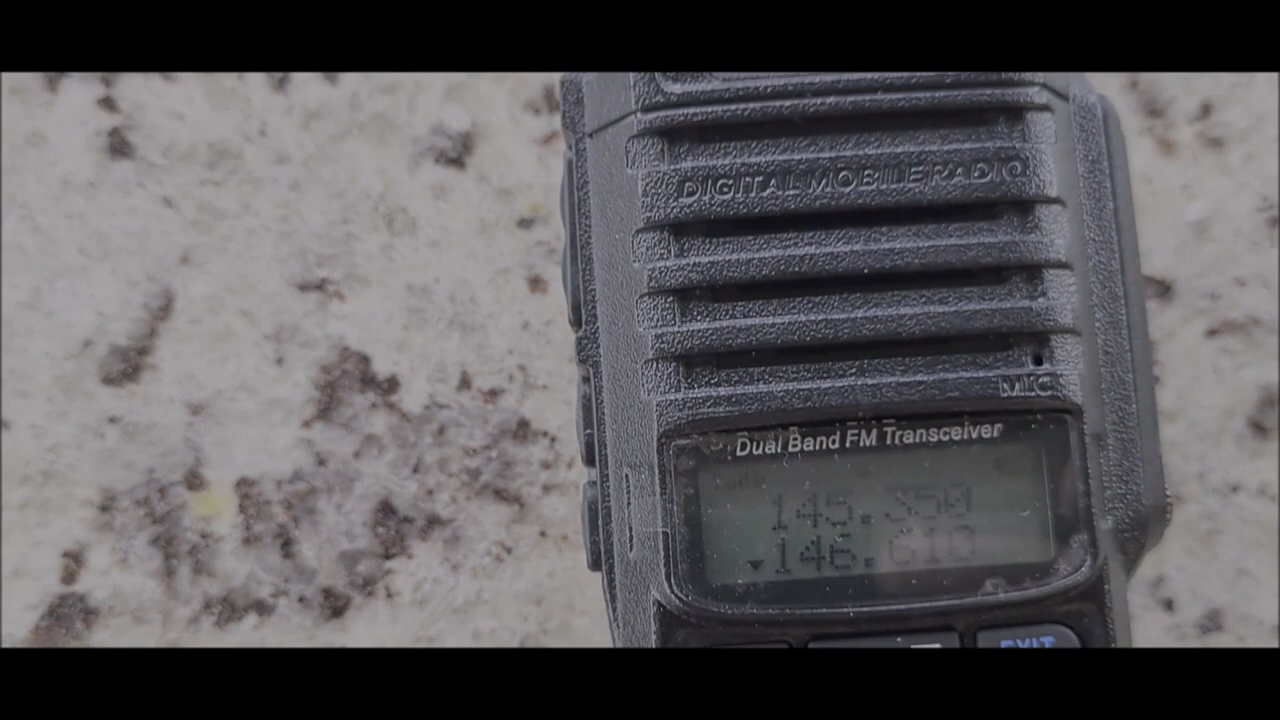 DIGITAL MOBILE RADIO
MIC
Dual Band FM Transceiver
145.350
146.610
EXIT